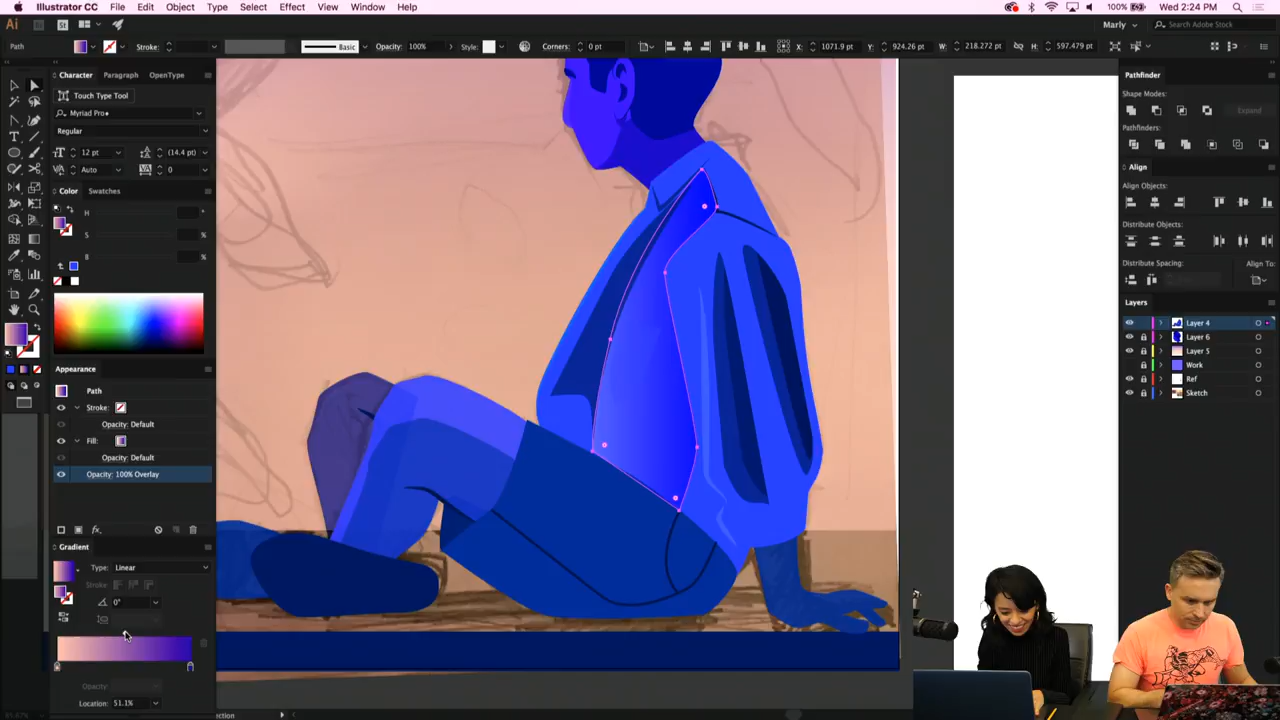 Illustrator CC File Edit Object Type Select Effect View Window Help 100% Wed 2:24 PM
Ai St Marly Search Adobe Stock
Path Stroke: Basic Opacity: 100% Style: Corners: 0 pt X: 1071.9 pt Y: 924.26 pt W: 218.272 pt H: 597.479 pt
Character Paragraph OpenType
Touch Type Tool
Myriad Pro
Regular
12 pt (14.4 pt)
Auto 0
Color Swatches
H °
S %
B %
Appearance
Path
Stroke:
Opacity: Default
Fill:
Opacity: Default
Opacity: 100% Overlay
fx
Gradient
Type: Linear
Stroke:
0°
Opacity:
Location: 51.1%
Pathfinder
Shape Modes:
Expand
Pathfinders:
Align
Align Objects:
Distribute Objects:
Distribute Spacing: Align To:
Layers
Layer 4
Layer 6
Layer 5
Work
Ref
Sketch